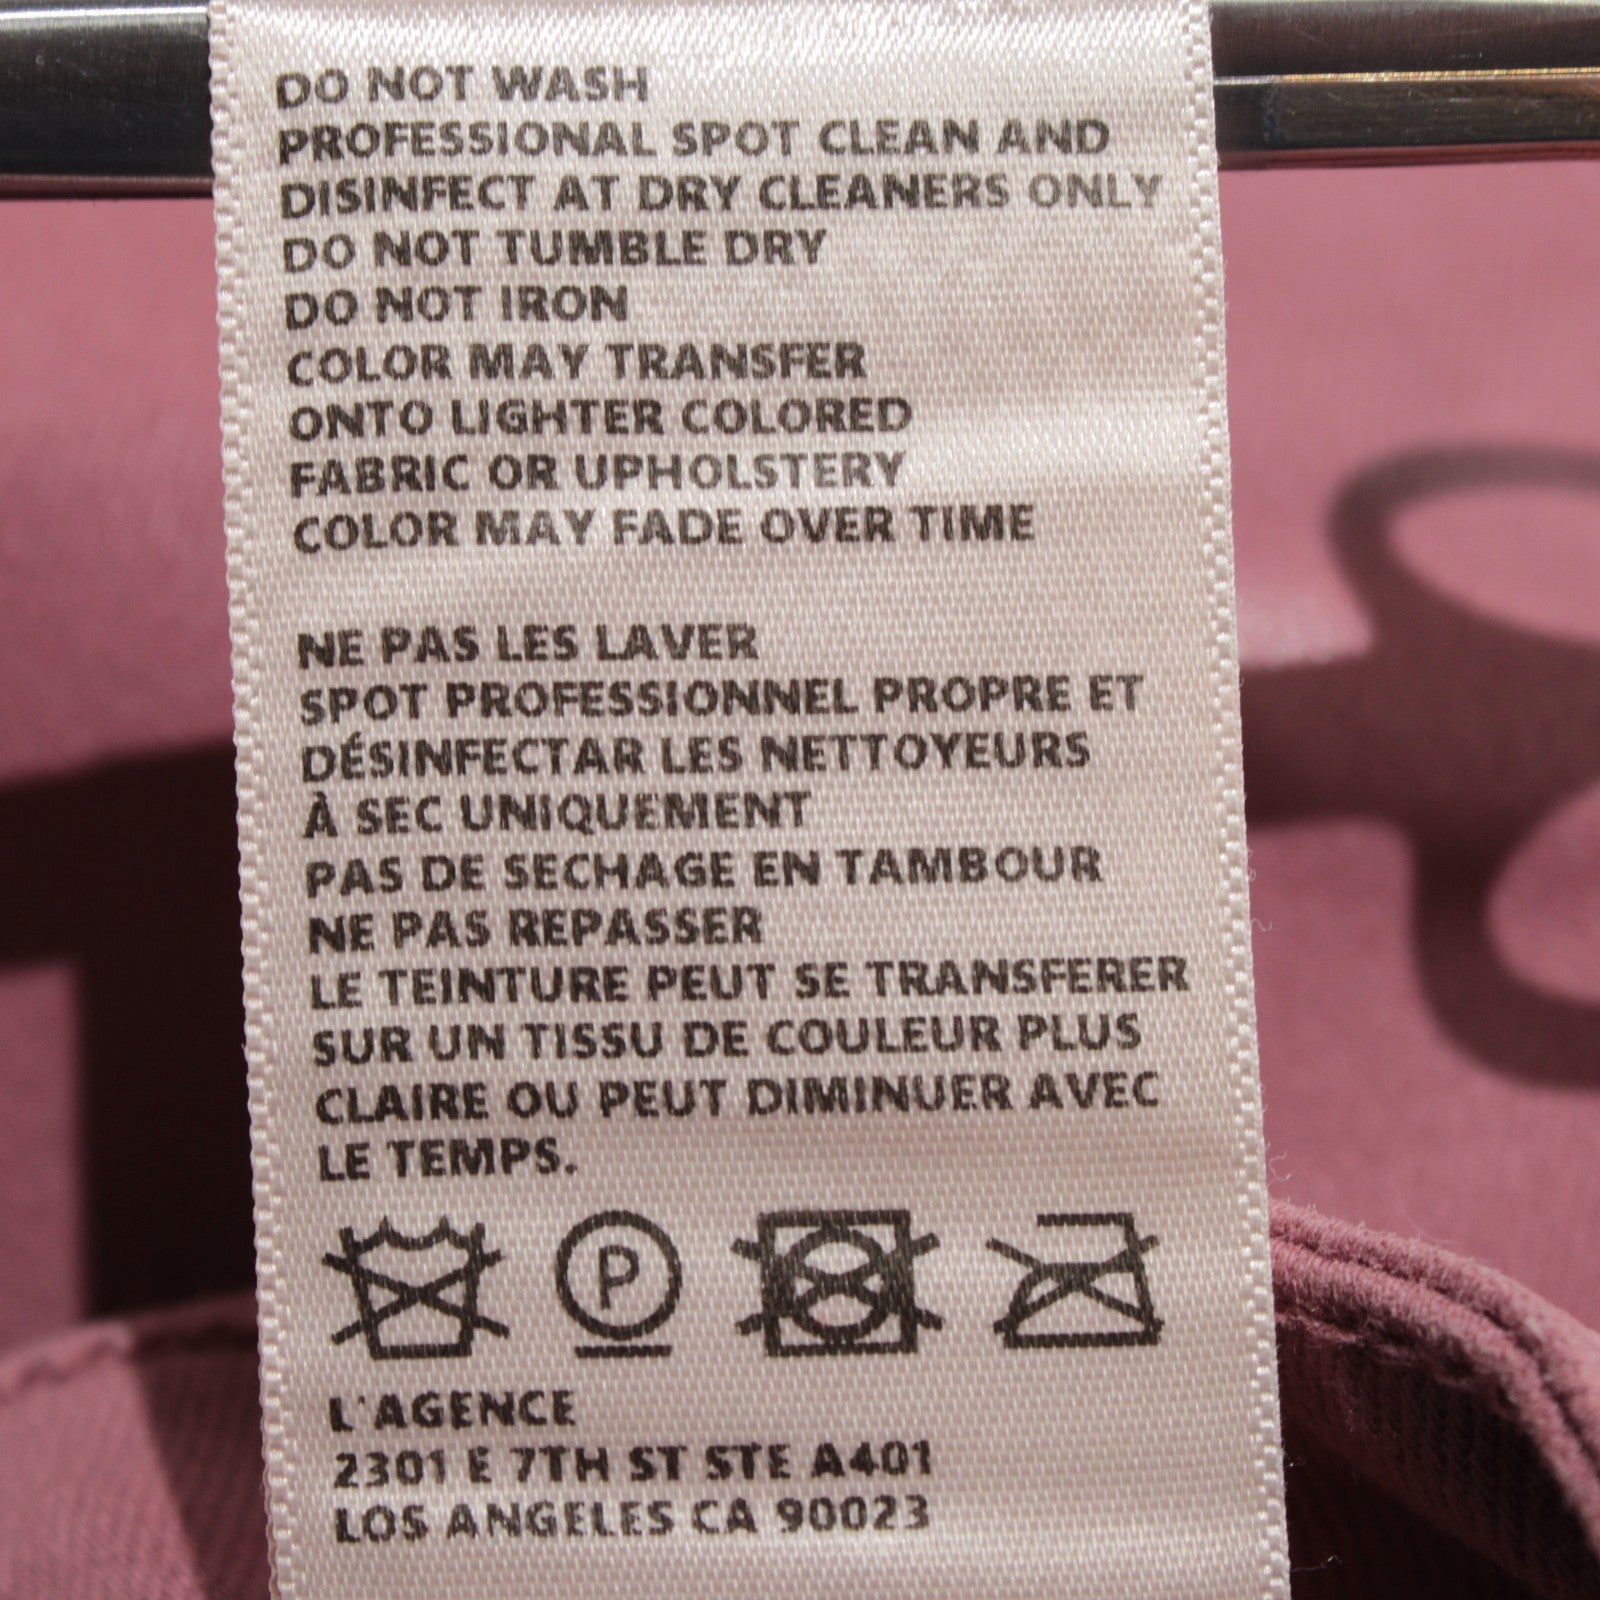 DO NOT WASH
PROFESSIONAL SPOT CLEAN AND
DISINFECT AT DRY CLEANERS ONLY
DO NOT TUMBLE DRY
DO NOT IRON
COLOR MAY TRANSFER
ONTO LIGHTER COLORED
FABRIC OR UPHOLSTERY
COLOR MAY FADE OVER TIME
NE PAS LES LAVER
SPOT PROFESSIONNEL PROPRE ET
DÉSINFECTAR LES NETTOYEURS
À SEC UNIQUEMENT
PAS DE SECHAGE EN TAMBOUR
NE PAS REPASSER
LE TEINTURE PEUT SE TRANSFERER
SUR UN TISSU DE COULEUR PLUS
CLAIRE OU PEUT DIMINUER AVEC
LE TEMPS.
P
L'AGENCE
2301 E 7TH ST STE A401
LOS ANGELES CA 90023